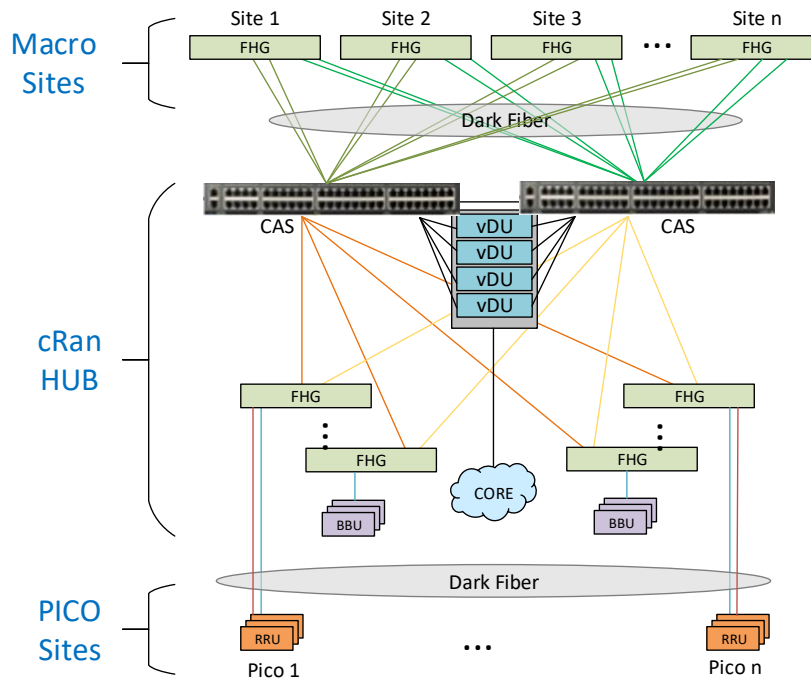 Site 1
Site 2
Site 3
Site n
Macro
Sites
FHG
FHG
FHG
...
FHG
Dark Fiber
CAS
CAS
vDU
vDU
vDU
vDU
cRan
HUB
FHG
FHG
FHG
FHG
CORE
BBU
BBU
Dark Fiber
PICO
Sites
RRU
RRU
...
Pico 1
Pico n